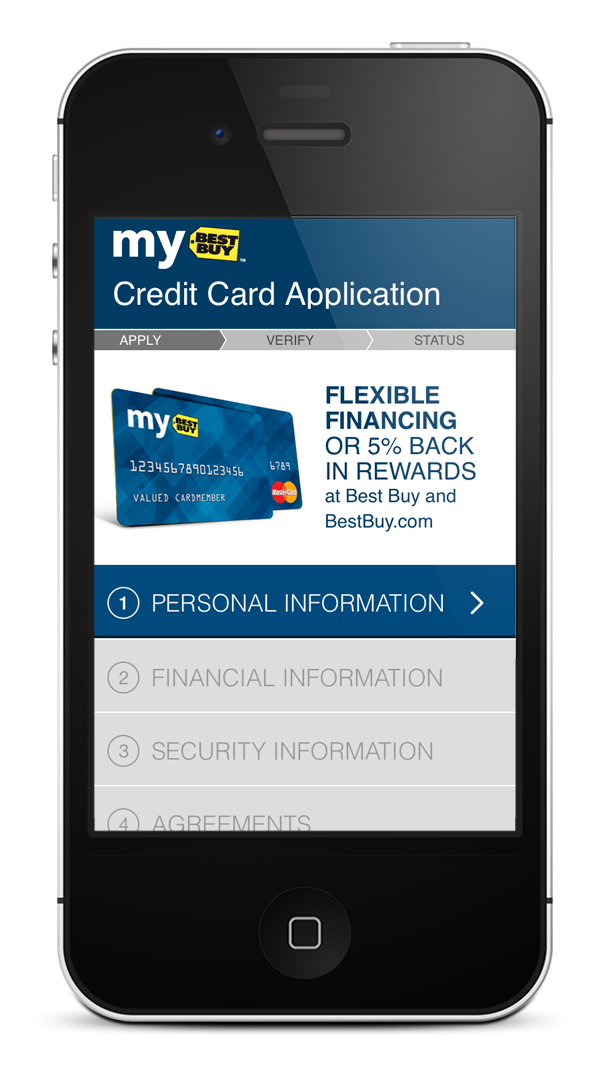 my BEST BUY ™
Credit Card Application
APPLY VERIFY STATUS
my BEST BUY
1234567890123456 6789
VALUED CARDMEMBER MasterCard
FLEXIBLE
FINANCING
OR 5% BACK
IN REWARDS
at Best Buy and
BestBuy.com
1 PERSONAL INFORMATION
2 FINANCIAL INFORMATION
3 SECURITY INFORMATION
4 AGREEMENTS